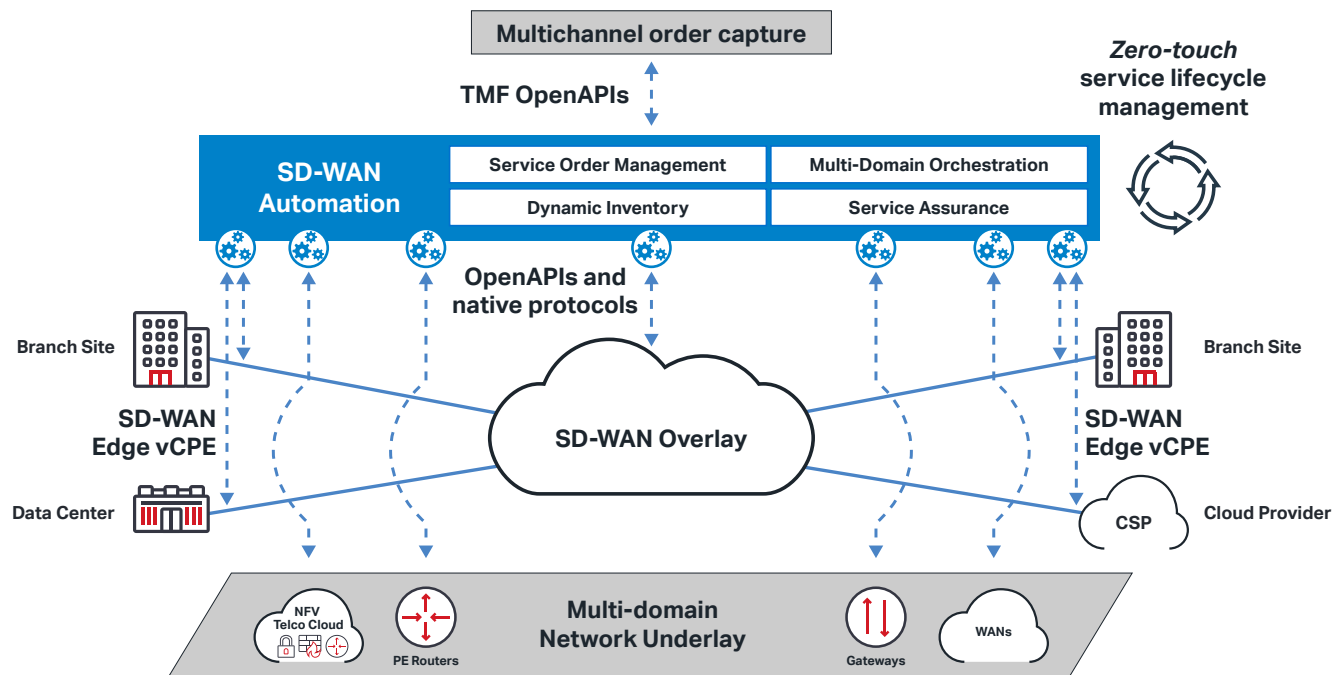 Multichannel order capture
TMF OpenAPIs
Zero-touch
service lifecycle
management
SD-WAN
Automation
Service Order Management
Multi-Domain Orchestration
Dynamic Inventory
Service Assurance
OpenAPIs and
native protocols
Branch Site
Branch Site
SD-WAN
Edge vCPE
SD-WAN Overlay
SD-WAN
Edge vCPE
Data Center
CSP
Cloud Provider
NFV
Telco Cloud
PE Routers
Multi-domain
Network Underlay
Gateways
WANs